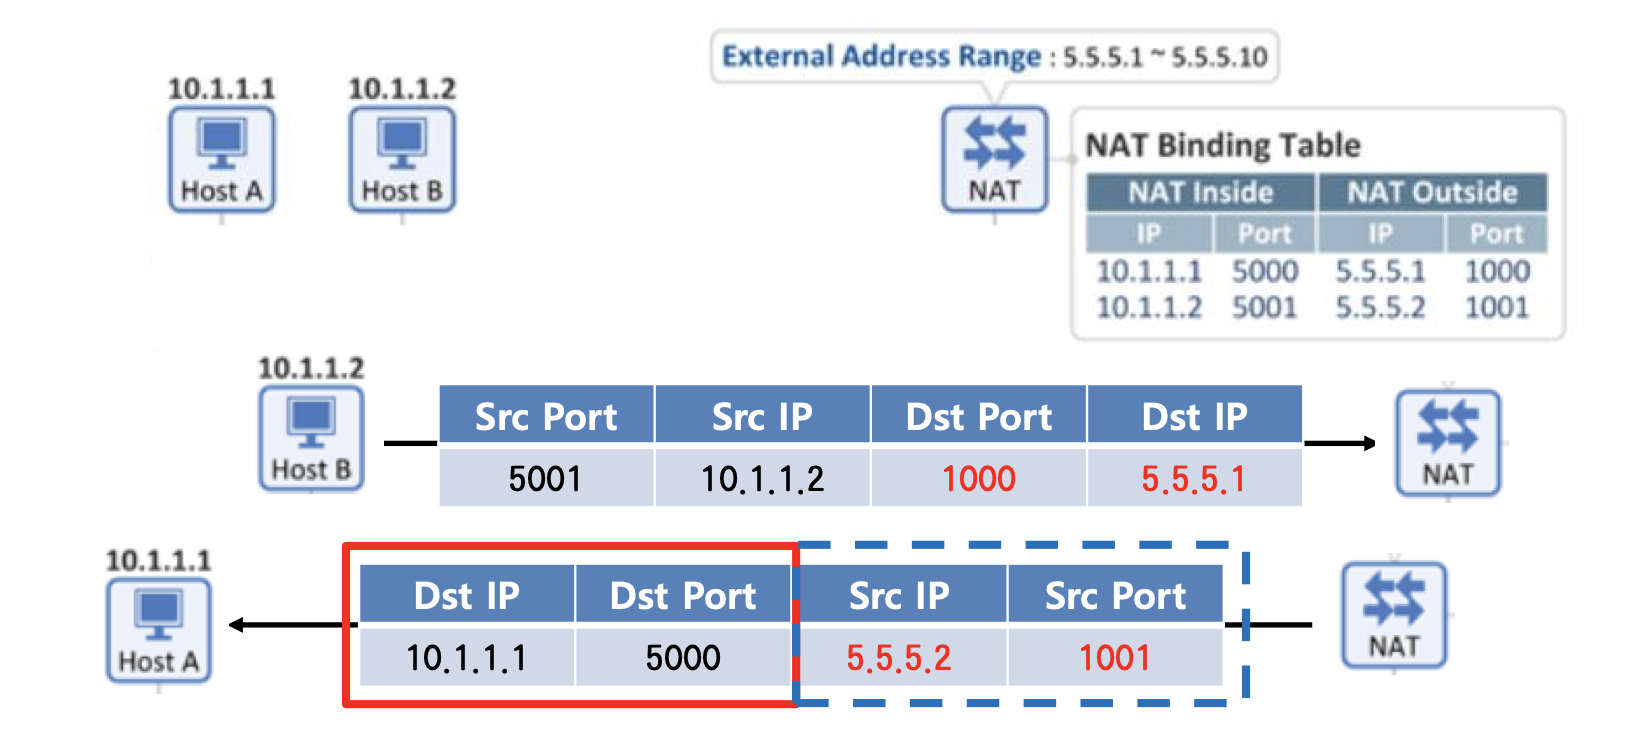 External Address Range : 5.5.5.1 ~ 5.5.5.10
10.1.1.1
10.1.1.2
Host A
Host B
NAT
NAT Binding Table
NAT Inside NAT Outside
IP Port IP Port
10.1.1.1 5000 5.5.5.1 1000
10.1.1.2 5001 5.5.5.2 1001
10.1.1.2
Host B
Src Port Src IP Dst Port Dst IP
5001 10.1.1.2 1000 5.5.5.1
NAT
10.1.1.1
Host A
Dst IP Dst Port Src IP Src Port
10.1.1.1 5000 5.5.5.2 1001
NAT